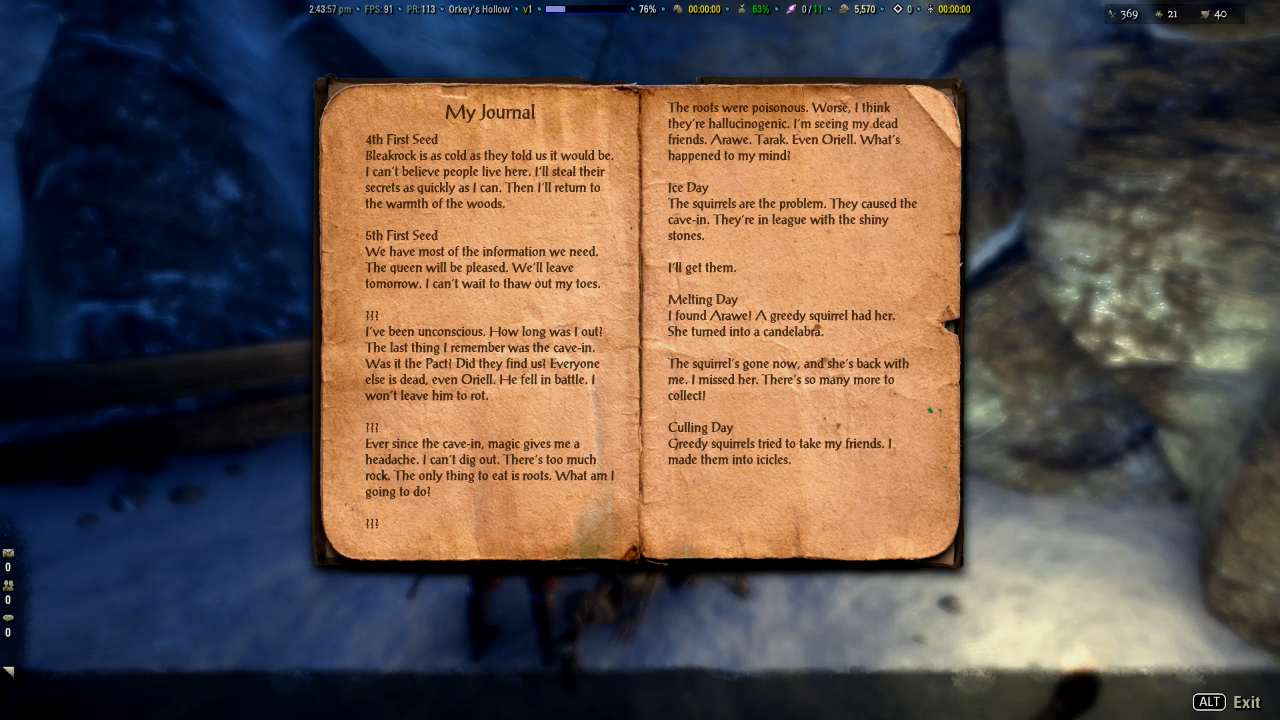 2:43:57 pm • FPS: 91 • PR: 113 • Orkey's Hollow • v1 • 76% • 00:00:00 • 63% • 0/11 • 5,570 • 0 • 00:00:00
369 21 40
My Journal
4th First Seed
Bleakrock is as cold as they told us it would be.
I can't believe people live here. I'll steal their
secrets as quickly as I can. Then I'll return to
the warmth of the woods.
5th First Seed
We have most of the information we need.
The queen will be pleased. We'll leave
tomorrow. I can't wait to thaw out my toes.
???
I've been unconscious. How long was I out?
The last thing I remember was the cave-in.
Was it the Pact? Did they find us? Everyone
else is dead, even Oriell. He fell in battle. I
won't leave him to rot.
???
Ever since the cave-in, magic gives me a
headache. I can't dig out. There's too much
rock. The only thing to eat is roots. What am I
going to do?
???
The roots were poisonous. Worse, I think
they're hallucinogenic. I'm seeing my dead
friends. Arawe. Tarak. Even Oriell. What's
happened to my mind?
Ice Day
The squirrels are the problem. They caused the
cave-in. They're in league with the shiny
stones.
I'll get them.
Melting Day
I found Arawe! A greedy squirrel had her.
She turned into a candelabra.
The squirrel's gone now, and she's back with
me. I missed her. There's so many more to
collect!
Culling Day
Greedy squirrels tried to take my friends. I
made them into icicles.
0
0
0
ALT Exit